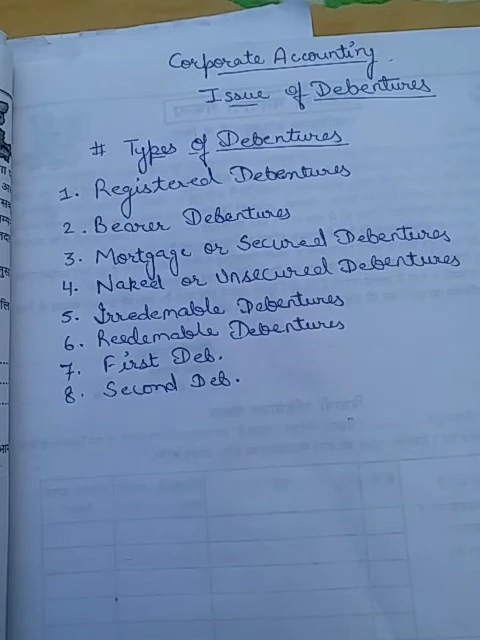 Corporate Accounting.
Issue of Debentures
# Types of Debentures
1. Registered Debentures
2. Bearer Debentures
3. Mortgage or Secured Debentures
4. Naked or Unsecured Debentures
5. Irredemable Debentures
6. Reedemable Debentures
7. First Deb.
8. Second Deb.